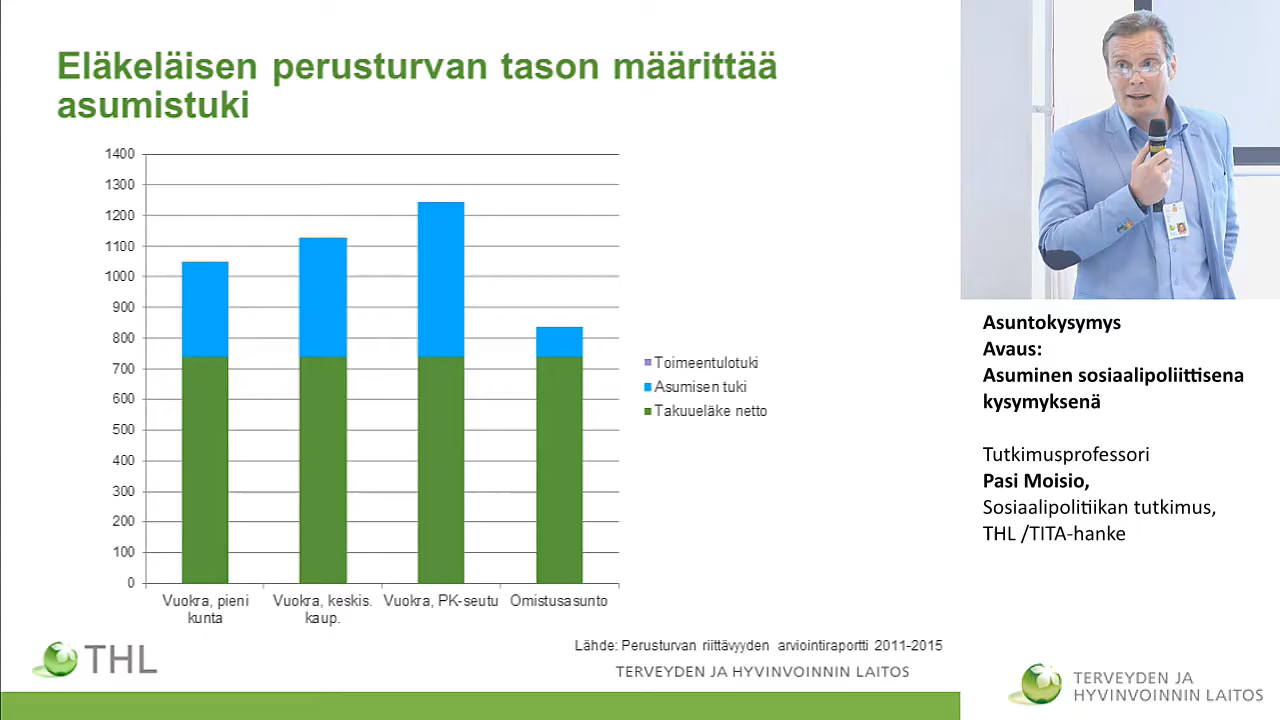 Eläkeläisen perusturvan tason määrittää
asumistuki
1400
1300
1200
1100
1000
900
800
700
600
500
400
300
200
100
0
Vuokra, pieni kunta
Vuokra, keskis. kaup.
Vuokra, PK-seutu
Omistusasunto
Toimeentulotuki
Asumisen tuki
Takuueläke netto
Lähde: Perusturvan riittävyyden arviointiraportti 2011-2015
THL
TERVEYDEN JA HYVINVOINNIN LAITOS
Asuntokysymys
Avaus:
Asuminen sosiaalipoliittisena
kysymyksenä
Tutkimusprofessori
Pasi Moisio,
Sosiaalipolitiikan tutkimus,
THL /TITA-hanke
TERVEYDEN JA
HYVINVOINNIN LAITOS